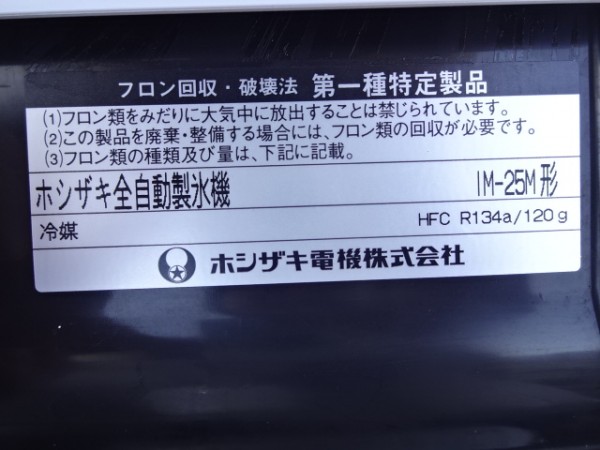 フロン回収・破壊法 第一種特定製品
(1)フロン類をみだりに大気中に放出することは禁じられています。
(2)この製品を廃棄・整備する場合には、フロン類の回収が必要です。
(3)フロン類の種類及び量は、下記に記載。
ホシザキ全自動製氷機 IM-25M形
冷媒 HFC R134a/120g
ホシザキ電機株式会社